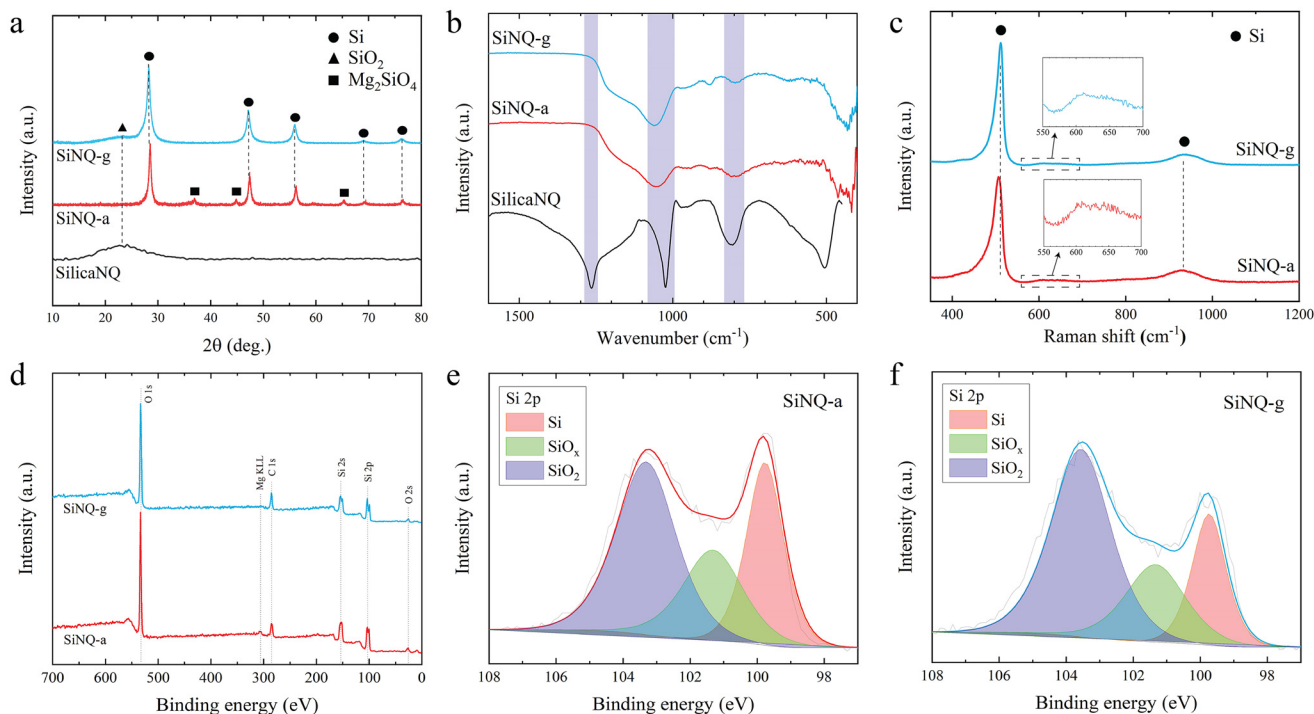 a
Si
SiO₂
Mg₂SiO₄
SiNQ-g
SiNQ-a
SilicaNQ
Intensity (a.u.)
10 20 30 40 50 60 70 80
2θ (deg.)
b
SiNQ-g
SiNQ-a
SilicaNQ
Intensity (a.u.)
1500 1000 500
Wavenumber (cm⁻¹)
c
Si
550 600 650 700
SiNQ-g
550 600 650 700
SiNQ-a
Intensity (a.u.)
400 600 800 1000 1200
Raman shift (cm⁻¹)
d
O 1s
Mg KLL
C 1s
Si 2s
Si 2p
O 2s
SiNQ-g
SiNQ-a
Intensity (a.u.)
700 600 500 400 300 200 100 0
Binding energy (eV)
e
Si 2p
Si
SiOₓ
SiO₂
SiNQ-a
Intensity (a.u.)
108 106 104 102 100 98
Binding energy (eV)
f
Si 2p
Si
SiOₓ
SiO₂
SiNQ-g
Intensity (a.u.)
108 106 104 102 100 98
Binding energy (eV)